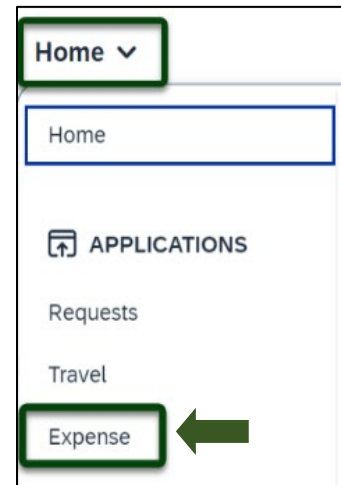 Home
Home
APPLICATIONS
Requests
Travel
Expense